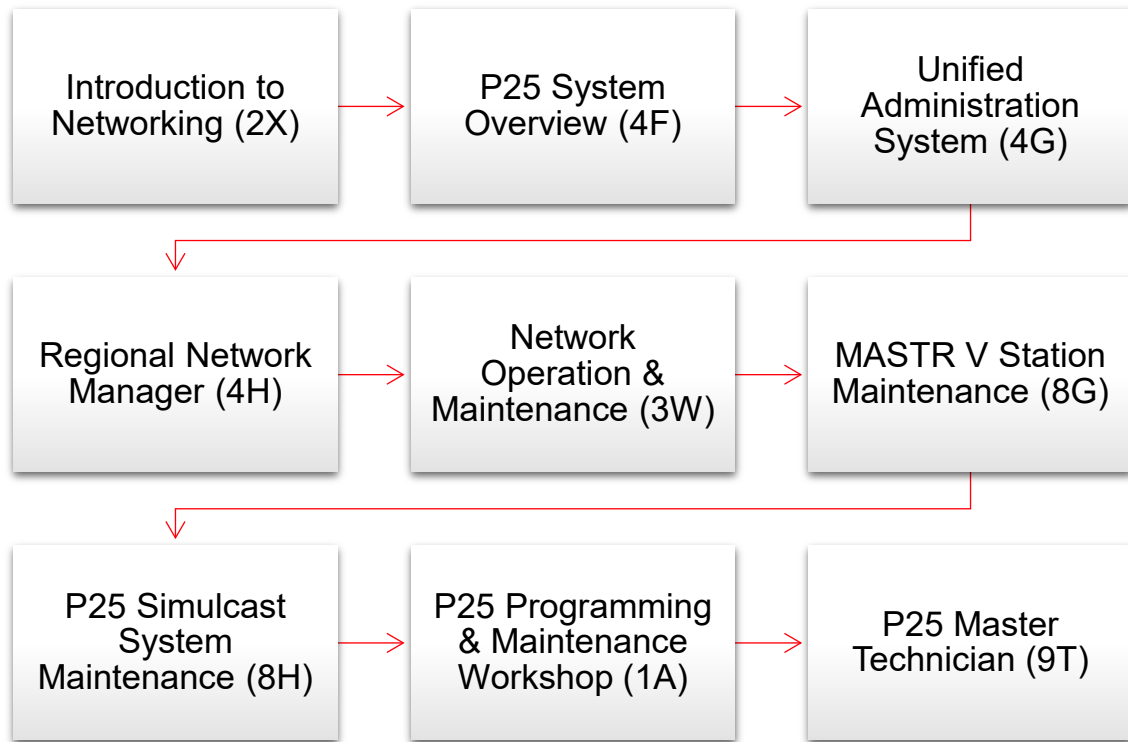 Introduction to
Networking (2X)
P25 System
Overview (4F)
Unified
Administration
System (4G)
Regional Network
Manager (4H)
Network
Operation &
Maintenance (3W)
MASTR V Station
Maintenance (8G)
P25 Simulcast
System
Maintenance (8H)
P25 Programming
& Maintenance
Workshop (1A)
P25 Master
Technician (9T)